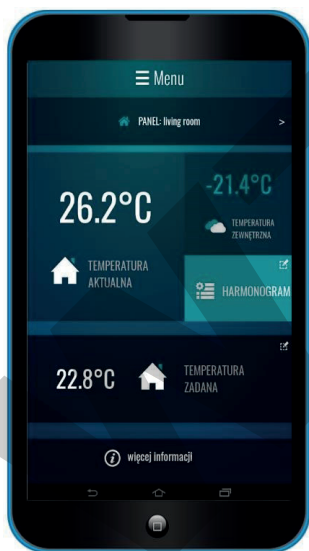 Menu
PANEL: living room >
26.2°C
TEMPERATURA
AKTUALNA
-21.4°C
TEMPERATURA
ZEWNĘTRZNA
HARMONOGRAM
22.8°C
TEMPERATURA
ZADANA
i więcej informacji